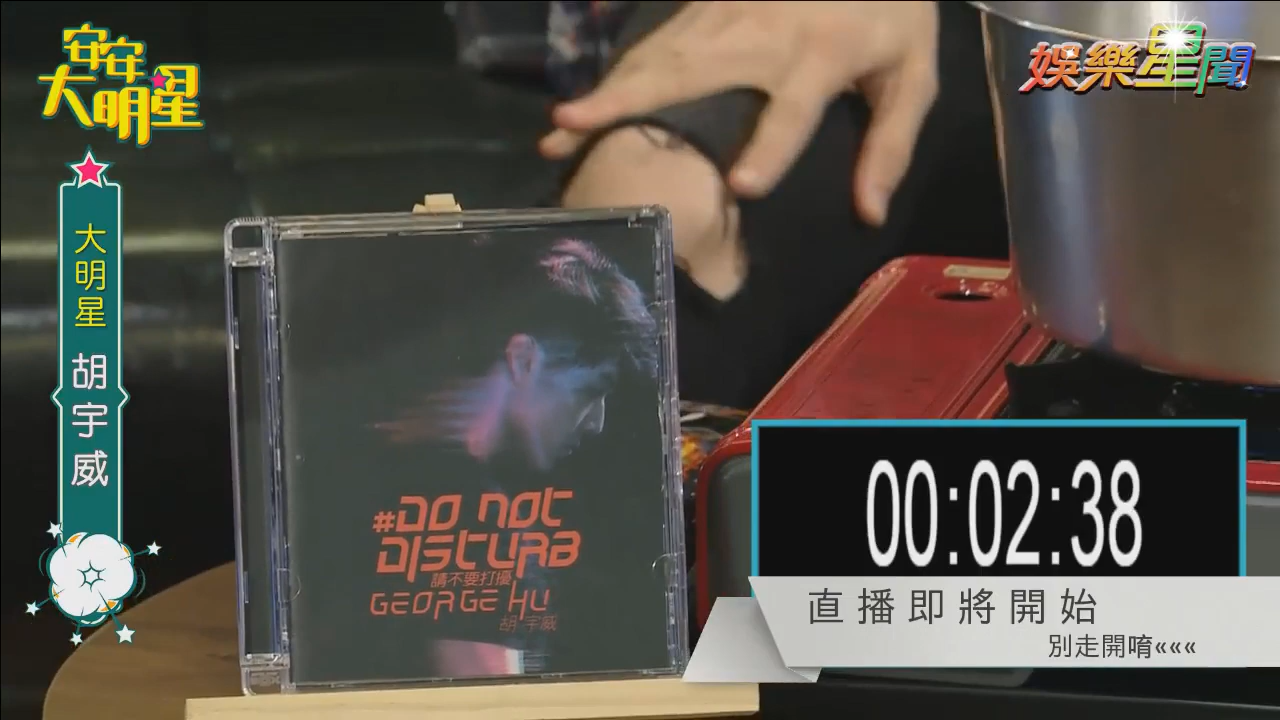 安安
大明星
娛樂星聞
大明星 胡宇威
#DO NOT
DISTURB
請不要打擾
GEORGE HU
胡宇威
00:02:38
直播即將開始
別走開唷«««